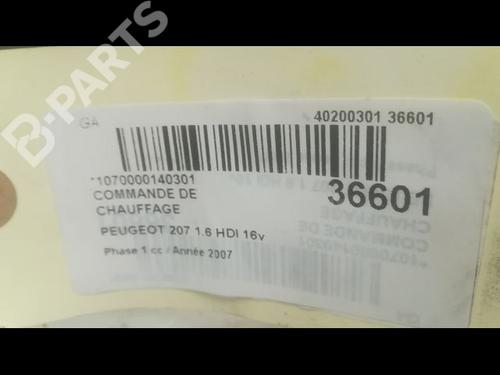 B-PARTS
GA
40200301 36601
36601
*1070000140301
COMMANDE DE
CHAUFFAGE
PEUGEOT 207 1.6 HDI 16v
Phase 1 cc / Année 2007